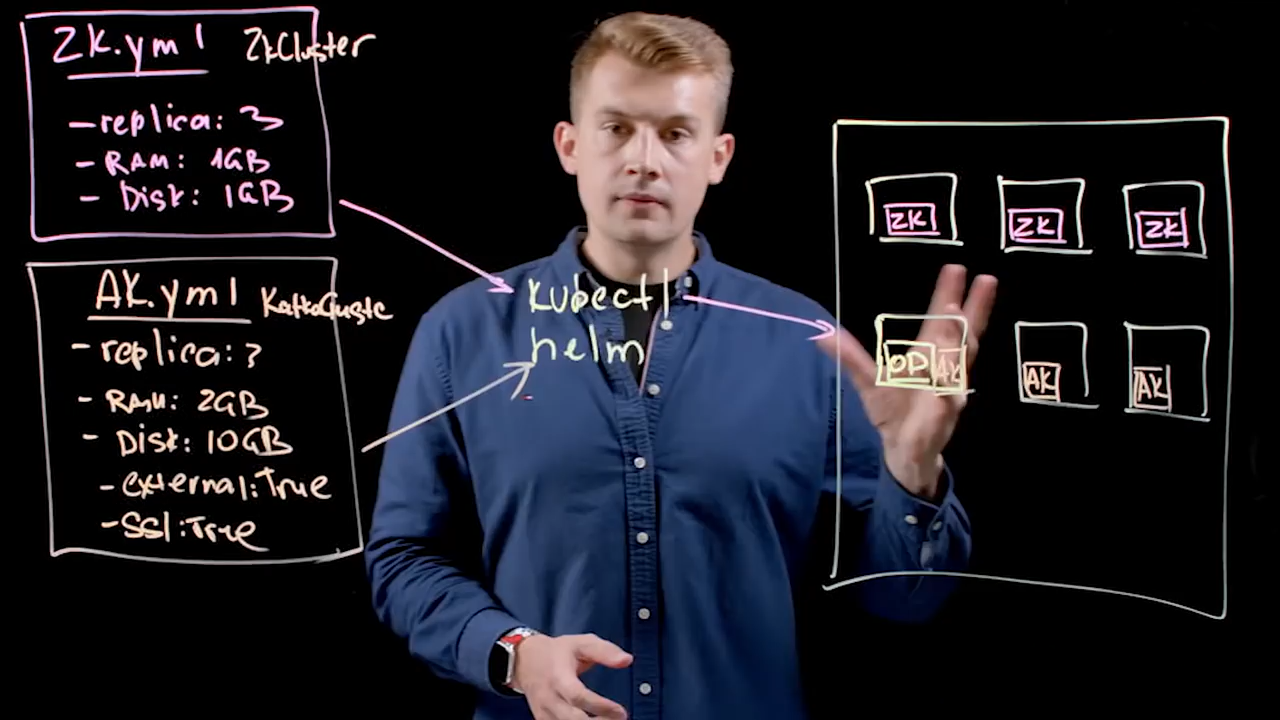 ZK.yml ZkCluster
- replica: 3
- RAM: 1GB
- Disk: 1GB
AK.yml KafkaCluste
- replica: 3
- RAM: 2GB
- Disk: 10GB
- external: True
- SSl: True
kubectl
helm
ZK ZK ZK
OP AK AK AK